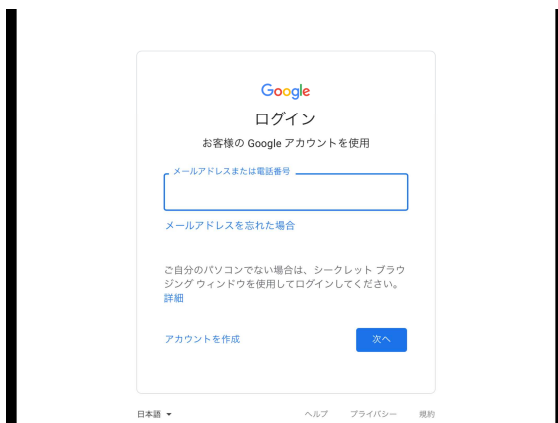 Google
ログイン
お客様の Google アカウントを使用
メールアドレスまたは電話番号
メールアドレスを忘れた場合
ご自分のパソコンでない場合は、シークレット ブラウ
ジング ウィンドウを使用してログインしてください。
詳細
アカウントを作成
次へ
日本語
ヘルプ プライバシー 規約